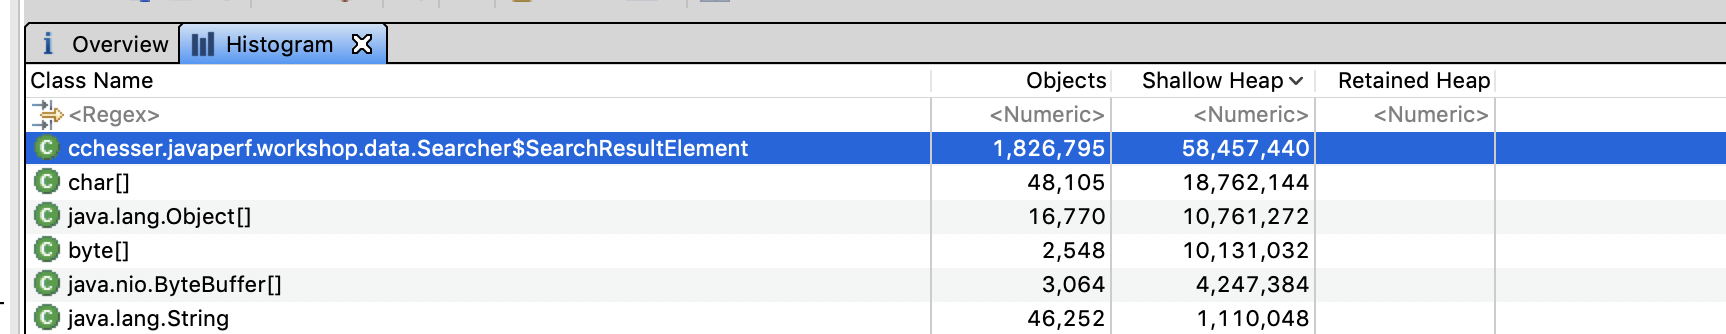 Overview Histogram
Class Name Objects Shallow Heap Retained Heap
<Regex> <Numeric> <Numeric> <Numeric>
cchesser.javaperf.workshop.data.Searcher$SearchResultElement 1,826,795 58,457,440
char[] 48,105 18,762,144
java.lang.Object[] 16,770 10,761,272
byte[] 2,548 10,131,032
java.nio.ByteBuffer[] 3,064 4,247,384
java.lang.String 46,252 1,110,048